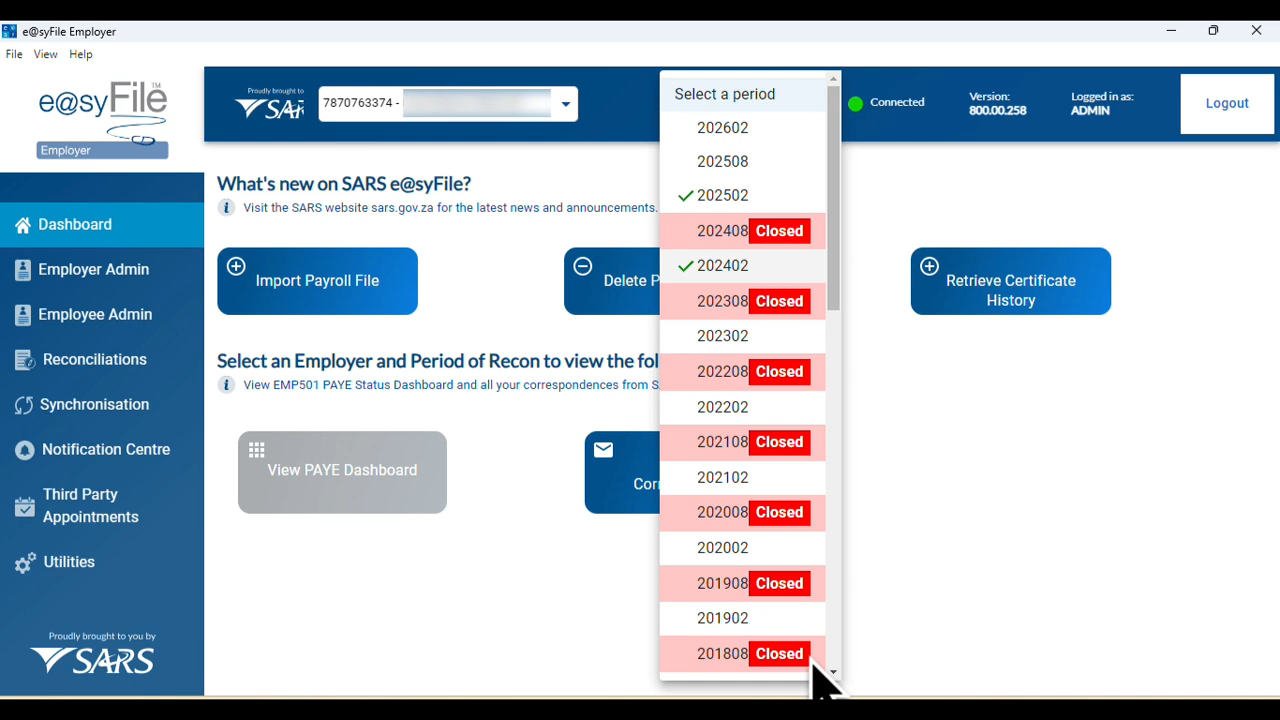 e@syFile Employer
File View Help
e@syFile™
Employer
Proudly brought to
SAR
7870763374 -
Select a period
202602
202508
202502
202408 Closed
202402
202308 Closed
202302
202208 Closed
202202
202108 Closed
202102
202008 Closed
202002
201908 Closed
201902
201808 Closed
Connected
Version:
800.00.258
Logged in as:
ADMIN
Logout
Dashboard
Employer Admin
Employee Admin
Reconciliations
Synchronisation
Notification Centre
Third Party
Appointments
Utilities
Proudly brought to you by
SARS
What's new on SARS e@syFile?
Visit the SARS website sars.gov.za for the latest news and announcements.
Import Payroll File
Delete P
Retrieve Certificate
History
Select an Employer and Period of Recon to view the fol
View EMP501 PAYE Status Dashboard and all your correspondences from S
View PAYE Dashboard
Cor